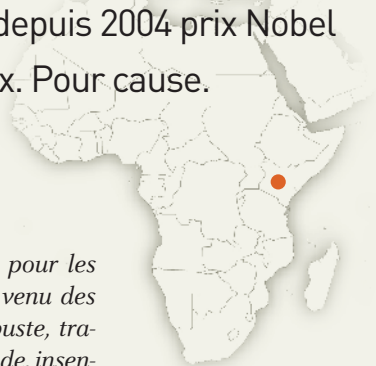 depuis 2004 prix Nobel
x. Pour cause.
pour les
venu des
uste, tra-
de, insen-